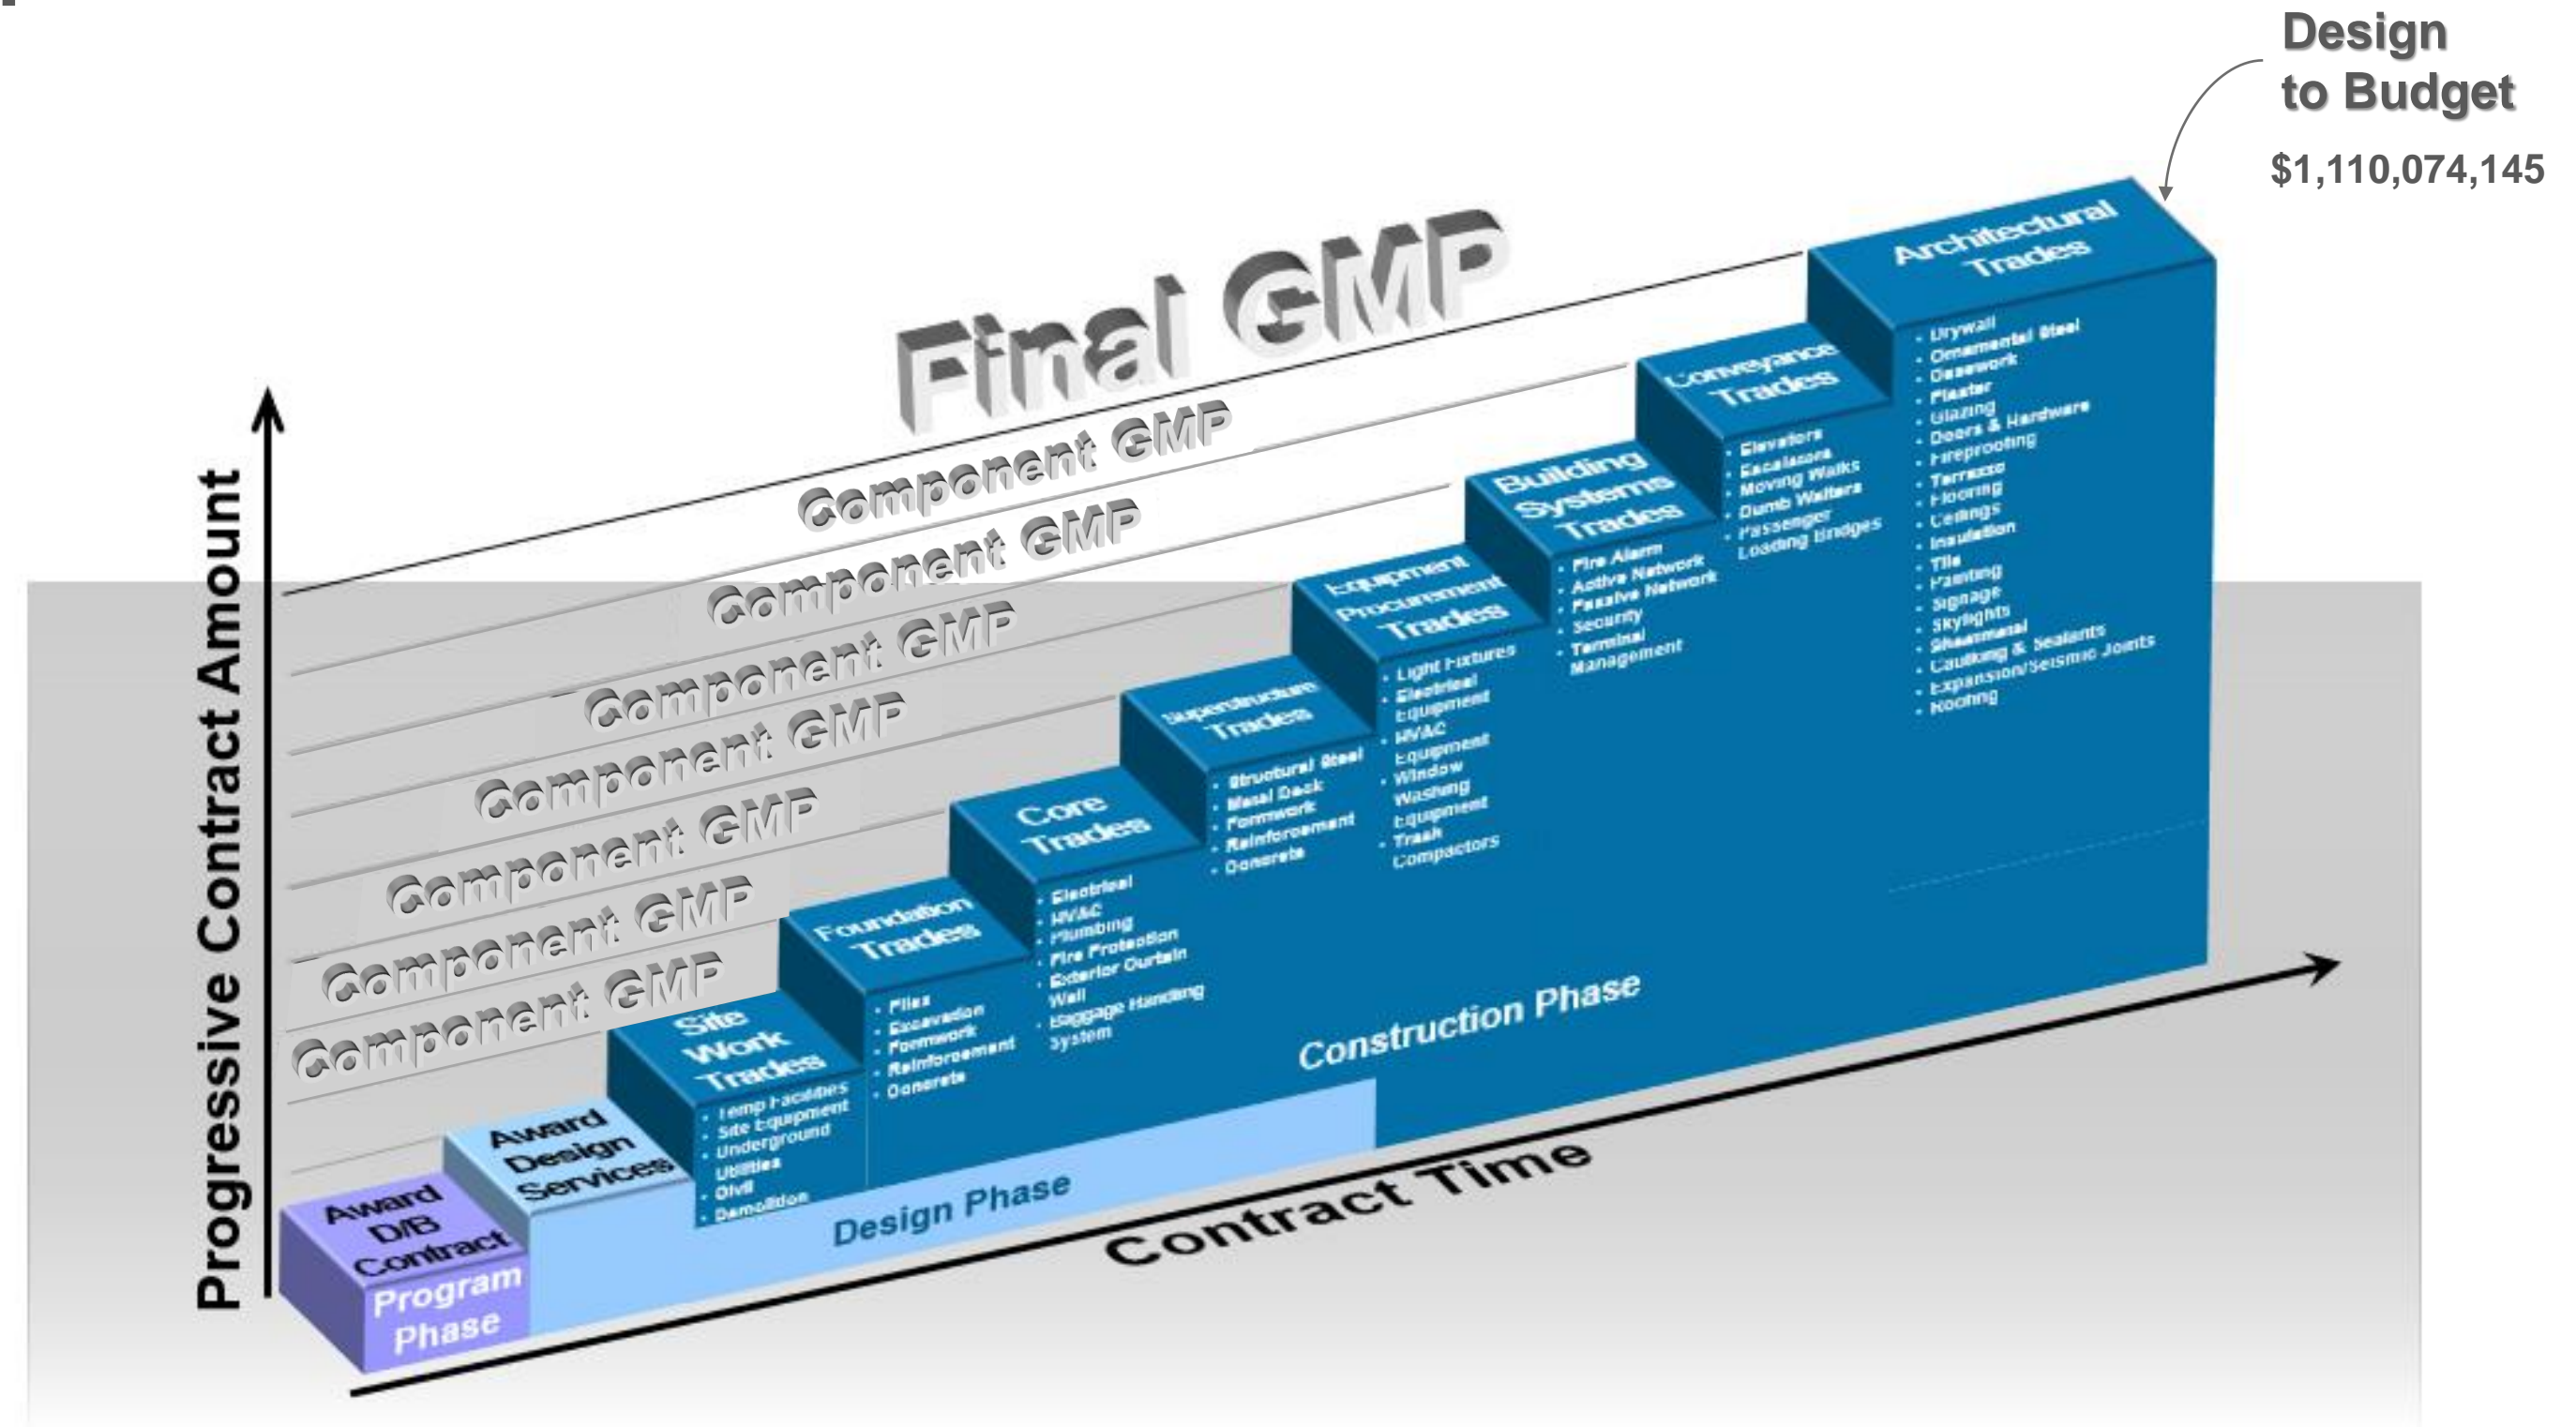 Design
to Budget
$1,110,074,145
Final GMP
Component GMP
Component GMP
Component GMP
Component GMP
Component GMP
Component GMP
Component GMP
Progressive Contract Amount
Contract Time
Award
D/B
Contract
Program
Phase
Award
Design
Services
Design Phase
Construction Phase
Site
Work
Trades
• Temp Facilities
• Site Equipment
• Underground
Utilities
• Civil
• Demolition
Foundation
Trades
• Piles
• Excavation
• Formwork
• Reinforcement
• Concrete
Core
Trades
• Electrical
• HVAC
• Plumbing
• Fire Protection
• Exterior Curtain
Wall
• Baggage Handling
System
Superstructure
Trades
• Structural Steel
• Metal Deck
• Formwork
• Reinforcement
• Concrete
Equipment
Procurement
Trades
• Light Fixtures
• Electrical
Equipment
• HVAC
Equipment
• Window
Washing
Equipment
• Trash
Compactors
Building
Systems
Trades
• Fire Alarm
• Active Network
• Passive Network
• Security
• Terminal
Management
Conveyance
Trades
• Elevators
• Escalators
• Moving Walks
• Dumb Waiters
• Passenger
Loading Bridges
Architectural
Trades
• Drywall
• Ornamental Steel
• Casework
• Plaster
• Glazing
• Doors & Hardware
• Fireproofing
• Terrazzo
• Flooring
• Ceilings
• Insulation
• Tile
• Painting
• Signage
• Skylights
• Sheetmetal
• Caulking & Sealants
• Expansion/Seismic Joints
• Roofing